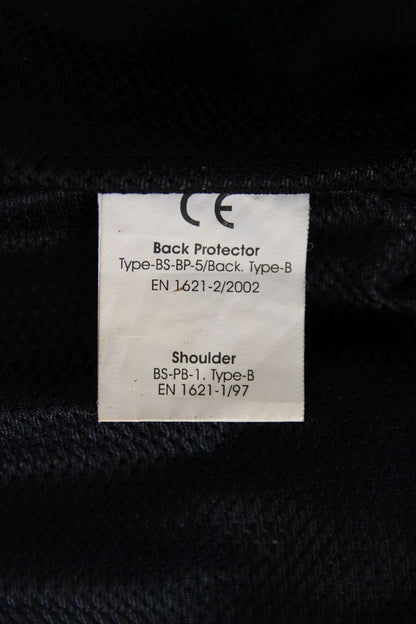 CE
Back Protector
Type-BS-BP-5/Back. Type-B
EN 1621-2/2002
Shoulder
BS-PB-1. Type-B
EN 1621-1/97